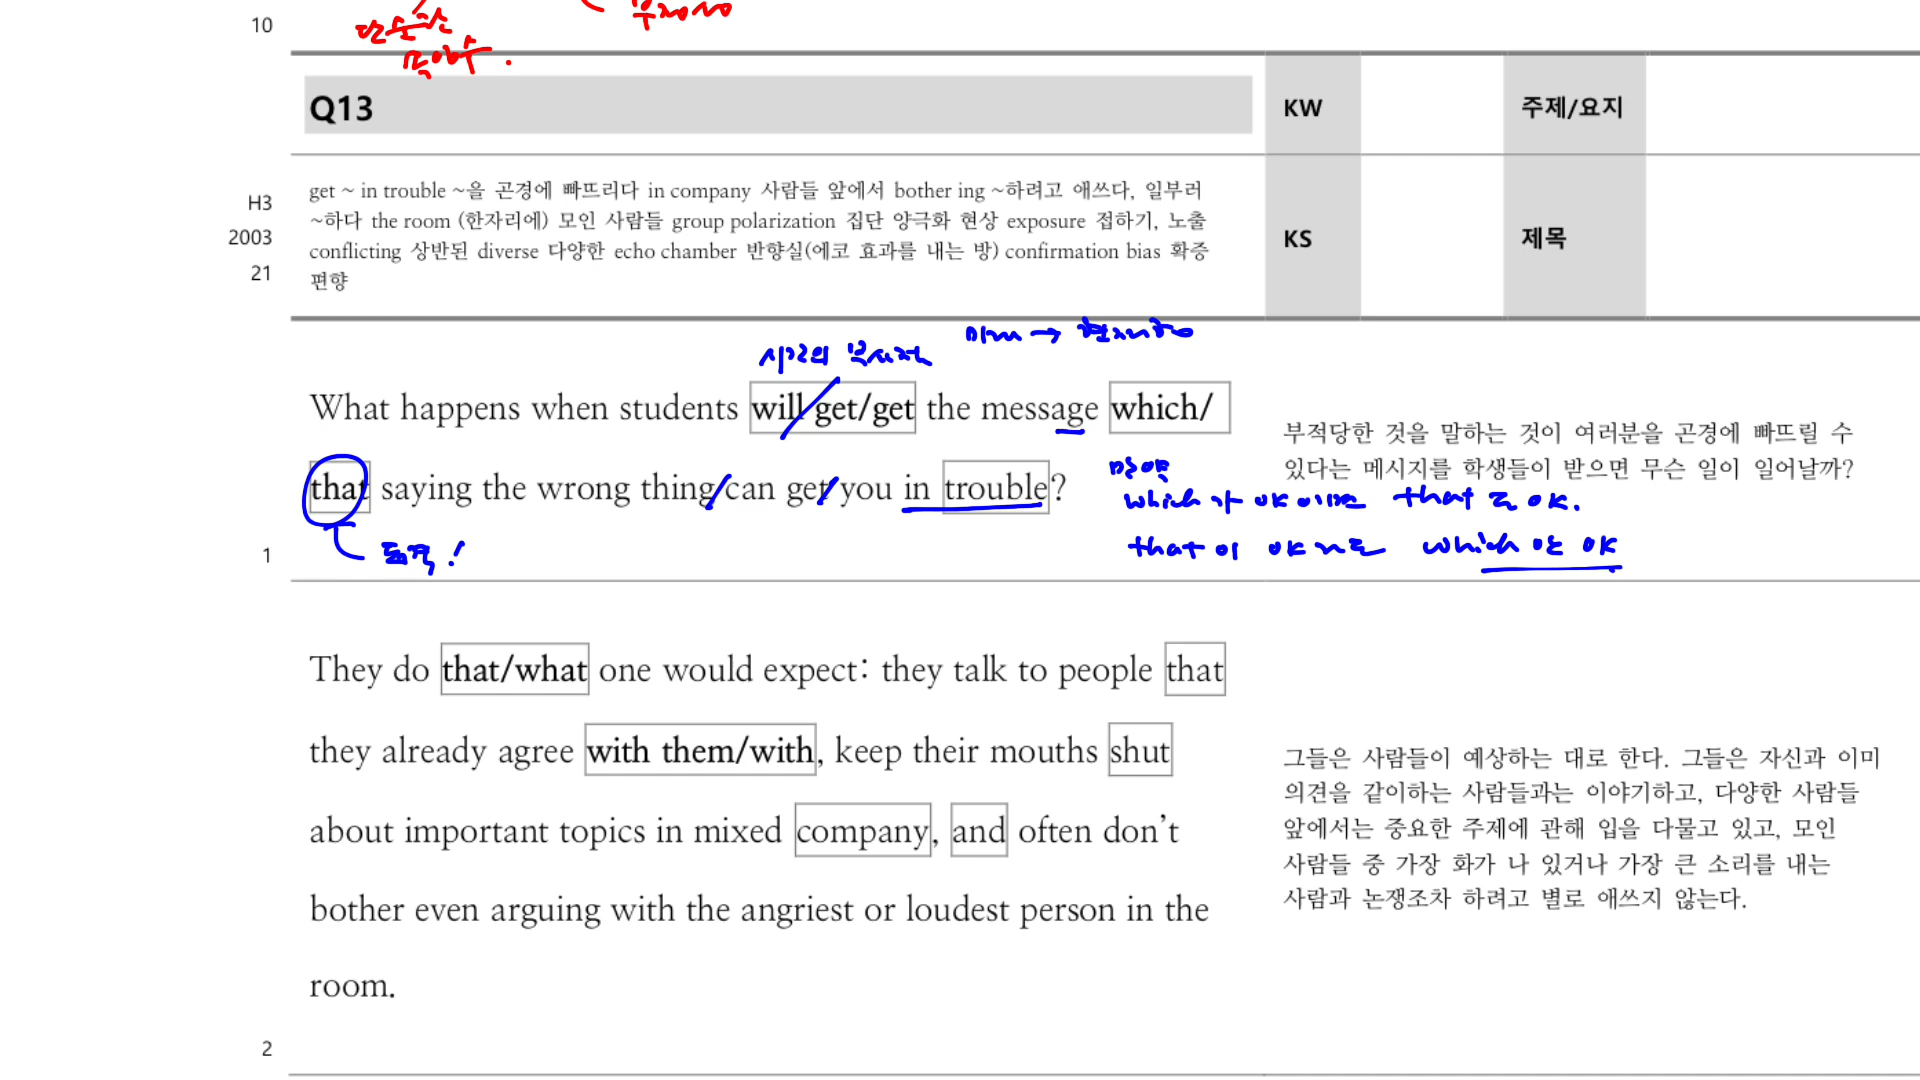 10
단순한
목야수.
Q13
KW
주제/요지
H3
2003
21
get ~ in trouble ~을 곤경에 빠뜨리다 in company 사람들 앞에서 bother ing ~하려고 애쓰다, 일부러
~하다 the room (한자리에) 모인 사람들 group polarization 집단 양극화 현상 exposure 접하기, 노출
conflicting 상반된 diverse 다양한 echo chamber 반향실(에코 효과를 내는 방) confirmation bias 확증
편향
KS
제목
시간의 부사절
미래 → 현재형
What happens when students will get/get the message which/
that saying the wrong thing/can get/you in trouble?
동격!
부적당한 것을 말하는 것이 여러분을 곤경에 빠뜨릴 수
있다는 메시지를 학생들이 받으면 무슨 일이 일어날까?
만약
which 가 OK 이면 that 도 OK.
that 이 OK which 안 OK
1
They do that/what one would expect: they talk to people that
they already agree with them/with, keep their mouths shut
about important topics in mixed company, and often don't
bother even arguing with the angriest or loudest person in the
room.
그들은 사람들이 예상하는 대로 한다. 그들은 자신과 이미
의견을 같이하는 사람들과는 이야기하고, 다양한 사람들
앞에서는 중요한 주제에 관해 입을 다물고 있고, 모인
사람들 중 가장 화가 나 있거나 가장 큰 소리를 내는
사람과 논쟁조차 하려고 별로 애쓰지 않는다.
2